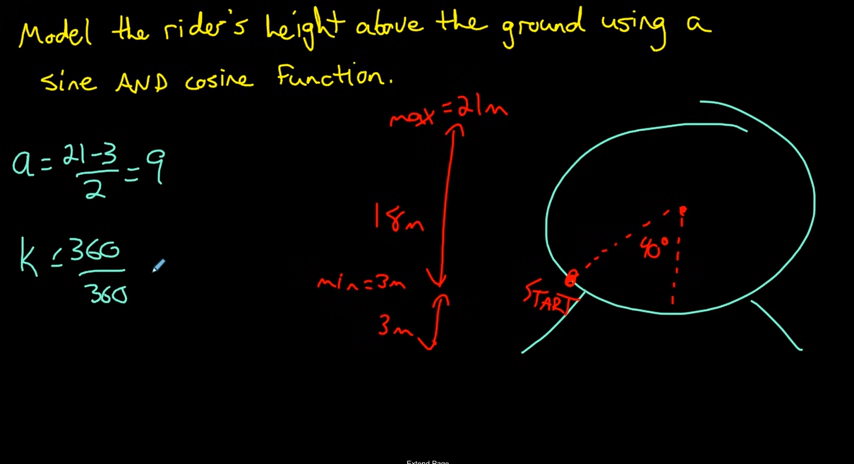 Model the rider's height above the ground using a
sine AND cosine Function.
max = 21m
a = 21-3/2 = 9
18m
40°
K = 360/360
min = 3m
START
3m
Extend Page